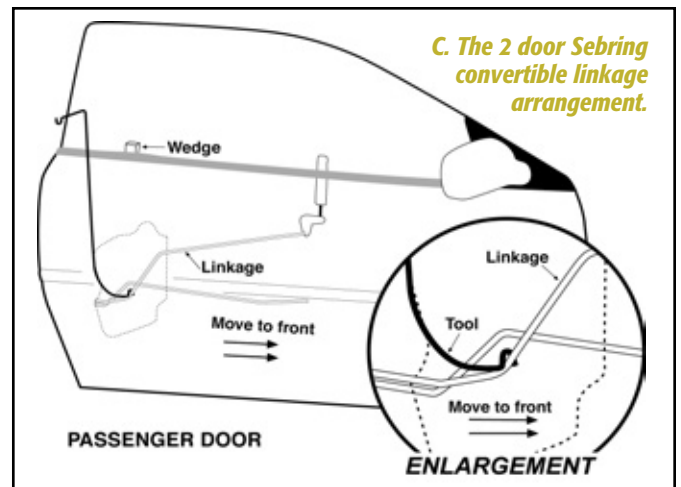 C. The 2 door Sebring
convertible linkage
arrangement.
Wedge
Linkage
Move to front
PASSENGER DOOR
Linkage
Tool
Move to front
ENLARGEMENT